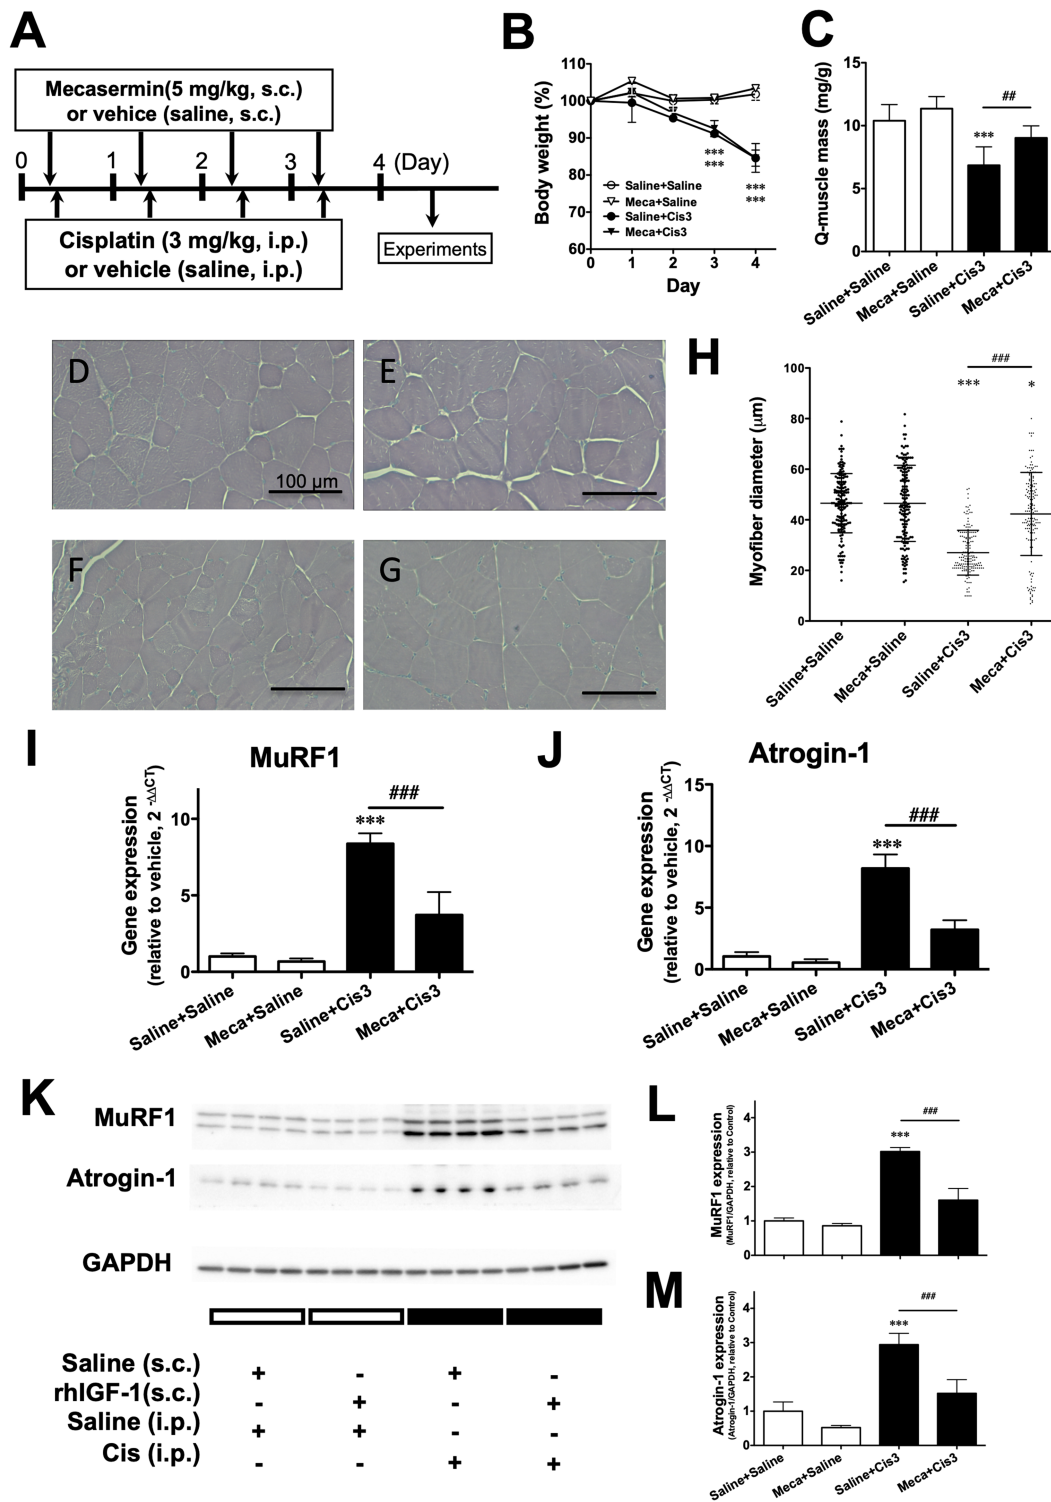 A
Mecasermin(5 mg/kg, s.c.)
or vehice (saline, s.c.)
0 1 2 3 4 (Day)
Cisplatin (3 mg/kg, i.p.)
or vehicle (saline, i.p.)
Experiments
B
Body weight (%)
110
100
90
80
70
60
***
***
***
***
Saline+Saline
Meca+Saline
Saline+Cis3
Meca+Cis3
0 1 2 3 4
Day
C
Q-muscle mass (mg/g)
15
10
5
0
##
***
Saline+Saline
Meca+Saline
Saline+Cis3
Meca+Cis3
D
100 μm
E
F
G
H
Myofiber diameter (μm)
100
80
60
40
20
0
###
*** *
Saline+Saline
Meca+Saline
Saline+Cis3
Meca+Cis3
I
MuRF1
Gene expression
(relative to vehicle, 2 -ΔΔCT)
10
5
0
###
***
Saline+Saline
Meca+Saline
Saline+Cis3
Meca+Cis3
J
Atrogin-1
Gene expression
(relative to vehicle, 2 -ΔΔCT)
15
10
5
0
###
***
Saline+Saline
Meca+Saline
Saline+Cis3
Meca+Cis3
K
MuRF1
Atrogin-1
GAPDH
Saline (s.c.) + - + -
rhIGF-1(s.c.) - + - +
Saline (i.p.) + + - -
Cis (i.p.) - - + +
L
MuRF1 expression
(MuRF1/GAPDH, relative to Control)
4
3
2
1
0
###
***
M
Atrogin-1 expression
(Atrogin-1/GAPDH, relative to Control)
4
3
2
1
0
###
***
Saline+Saline
Meca+Saline
Saline+Cis3
Meca+Cis3